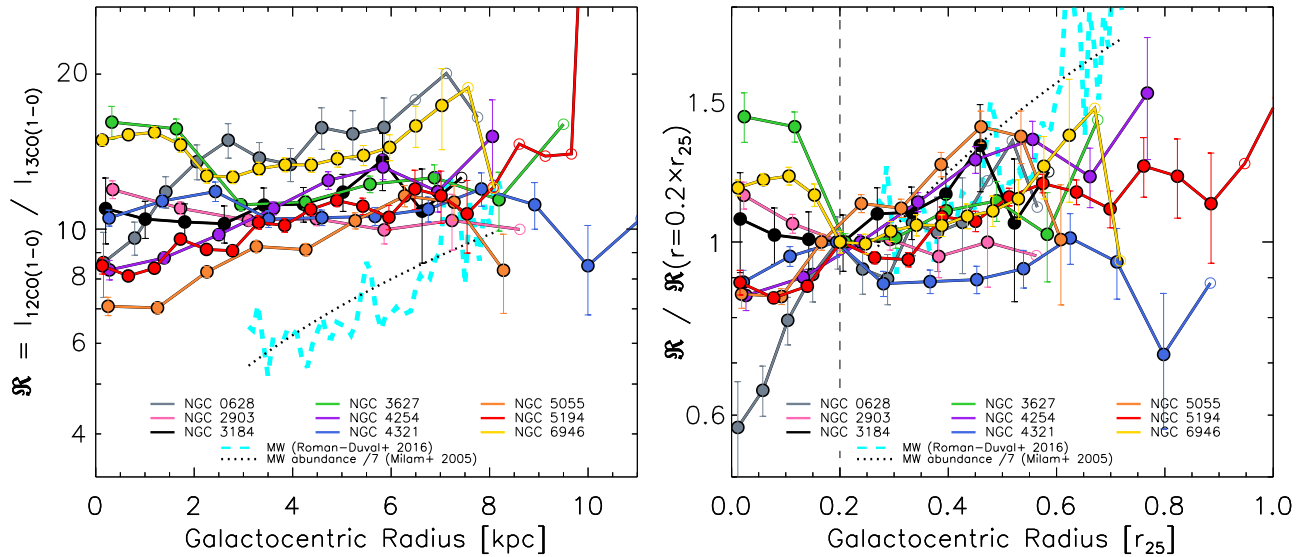 ℜ = I12CO(1-0) / I13CO(1-0)
20
10
8
6
4
NGC 0628 NGC 3627 NGC 5055
NGC 2903 NGC 4254 NGC 5194
NGC 3184 NGC 4321 NGC 6946
MW (Roman-Duval+ 2016)
MW abundance /7 (Milam+ 2005)
0 2 4 6 8 10
Galactocentric Radius [kpc]
ℜ / ℜ(r=0.2×r25)
1.5
1
0.6
NGC 0628 NGC 3627 NGC 5055
NGC 2903 NGC 4254 NGC 5194
NGC 3184 NGC 4321 NGC 6946
MW (Roman-Duval+ 2016)
MW abundance /7 (Milam+ 2005)
0.0 0.2 0.4 0.6 0.8 1.0
Galactocentric Radius [r25]